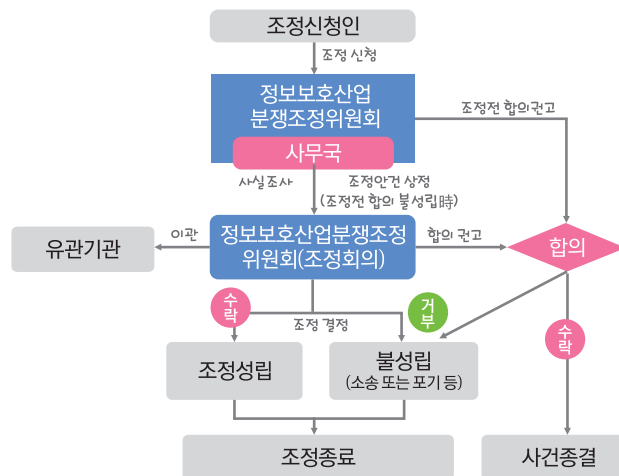 조정신청인
조정 신청
정보보호산업
분쟁조정위원회
조정전 합의권고
사무국
사실조사
조정안건 상정
(조정전 합의 불성립時)
유관기관
이관
정보보호산업분쟁조정
위원회(조정회의)
합의 권고
합의
수락
조정 결정
거부
수락
조정성립
불성립
(소송 또는 포기 등)
조정종료
사건종결